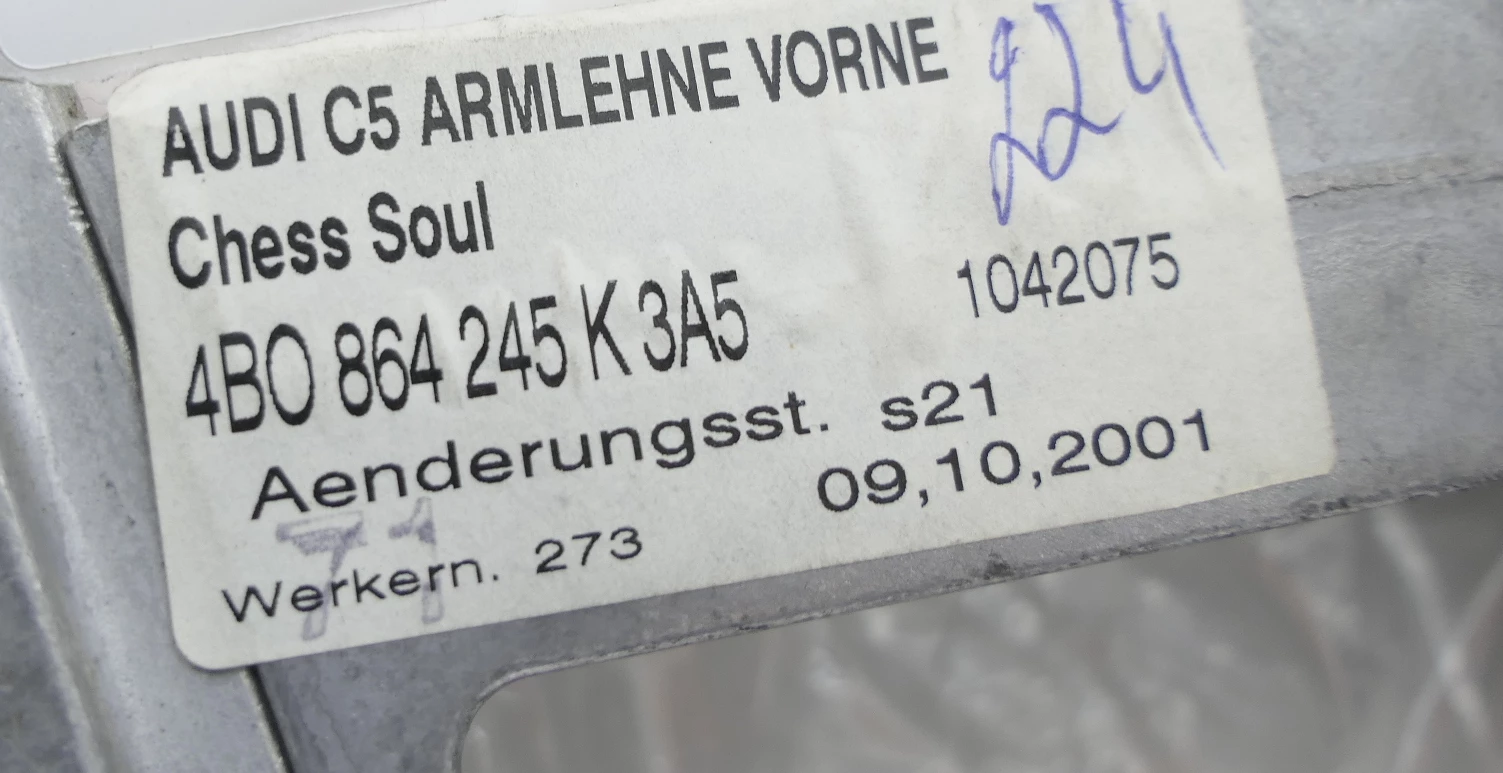 AUDI C5 ARMLEHNE VORNE
224
Chess Soul
1042075
4BO 864 245 K 3A5
Aenderungsst. s21
09,10,2001
71
Werkern. 273